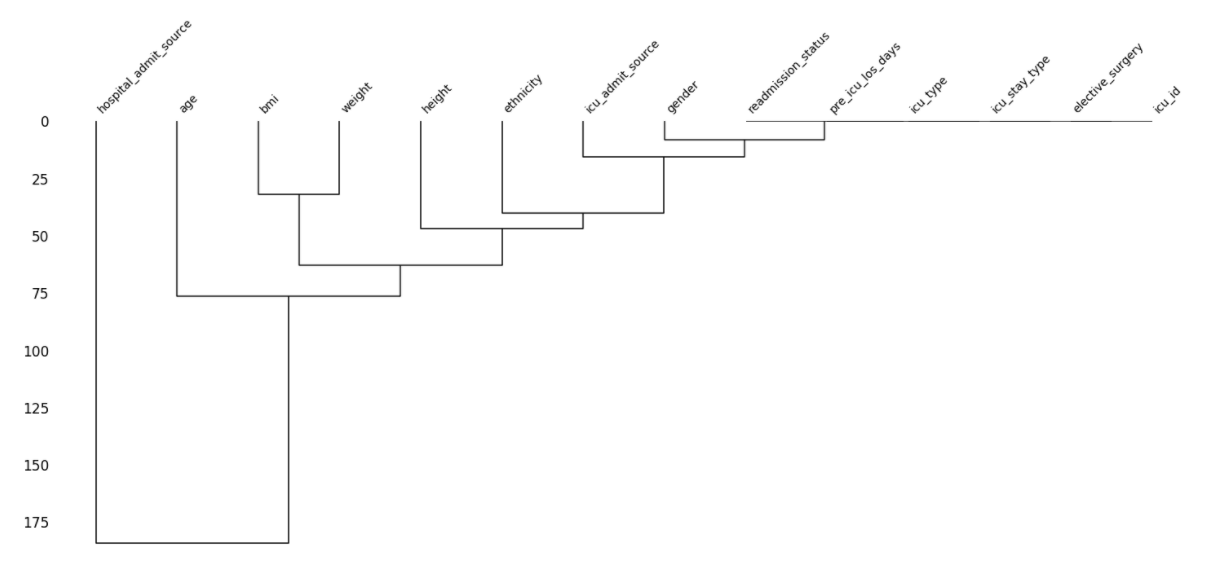 hospital_admit_source
age
bmi
weight
height
ethnicity
icu_admit_source
gender
readmission_status
pre_icu_los_days
icu_type
icu_stay_type
elective_surgery
icu_id
0
25
50
75
100
125
150
175